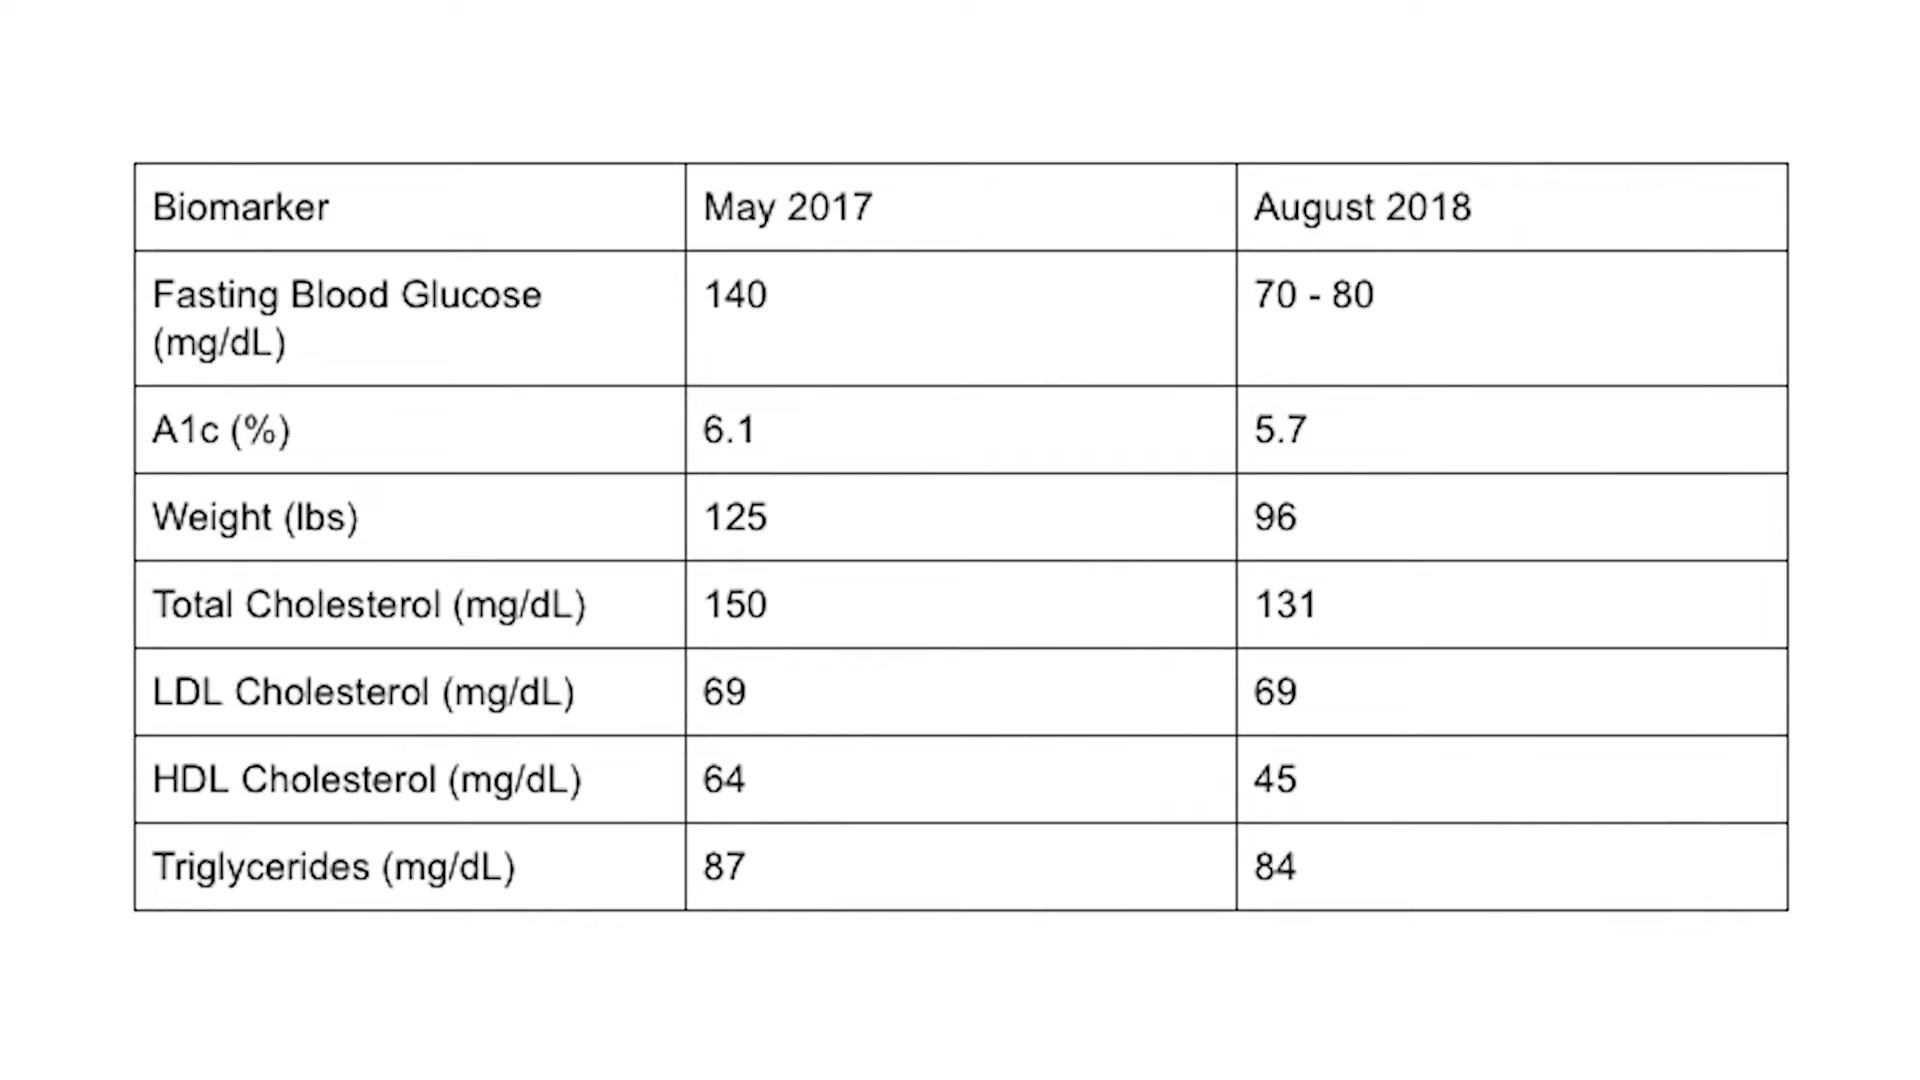 Biomarker May 2017 August 2018
Fasting Blood Glucose 140 70 - 80
(mg/dL)
A1c (%) 6.1 5.7
Weight (lbs) 125 96
Total Cholesterol (mg/dL) 150 131
LDL Cholesterol (mg/dL) 69 69
HDL Cholesterol (mg/dL) 64 45
Triglycerides (mg/dL) 87 84